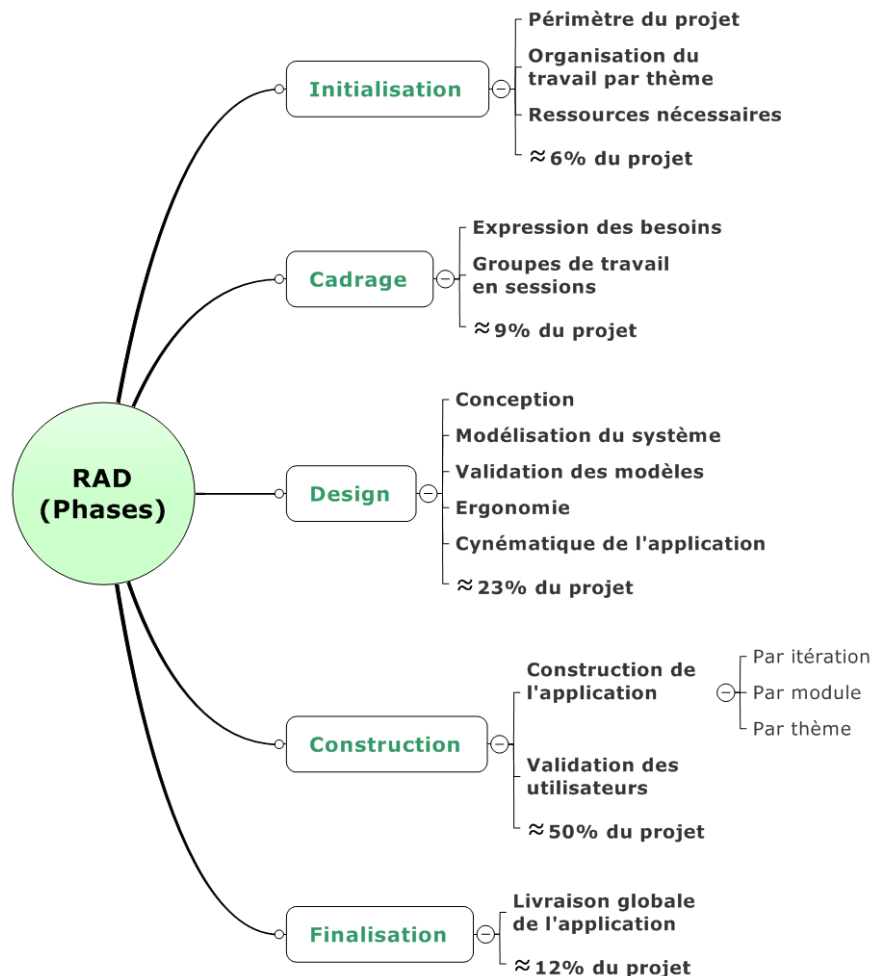 RAD
(Phases)
Initialisation
Périmètre du projet
Organisation du
travail par thème
Ressources nécessaires
≈6% du projet
Cadrage
Expression des besoins
Groupes de travail
en sessions
≈9% du projet
Design
Conception
Modélisation du système
Validation des modèles
Ergonomie
Cynématique de l'application
≈23% du projet
Construction
Construction de
l'application
Par itération
Par module
Par thème
Validation des
utilisateurs
≈50% du projet
Finalisation
Livraison globale
de l'application
≈12% du projet